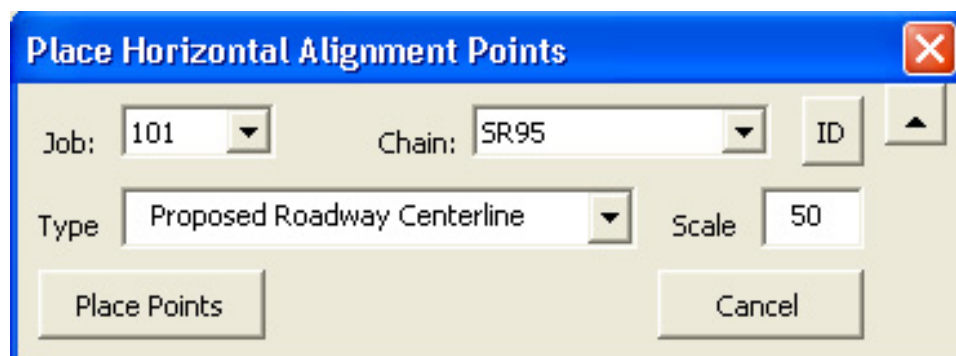 Place Horizontal Alignment Points
Job: 101 Chain: SR95 ID
Type Proposed Roadway Centerline Scale 50
Place Points Cancel